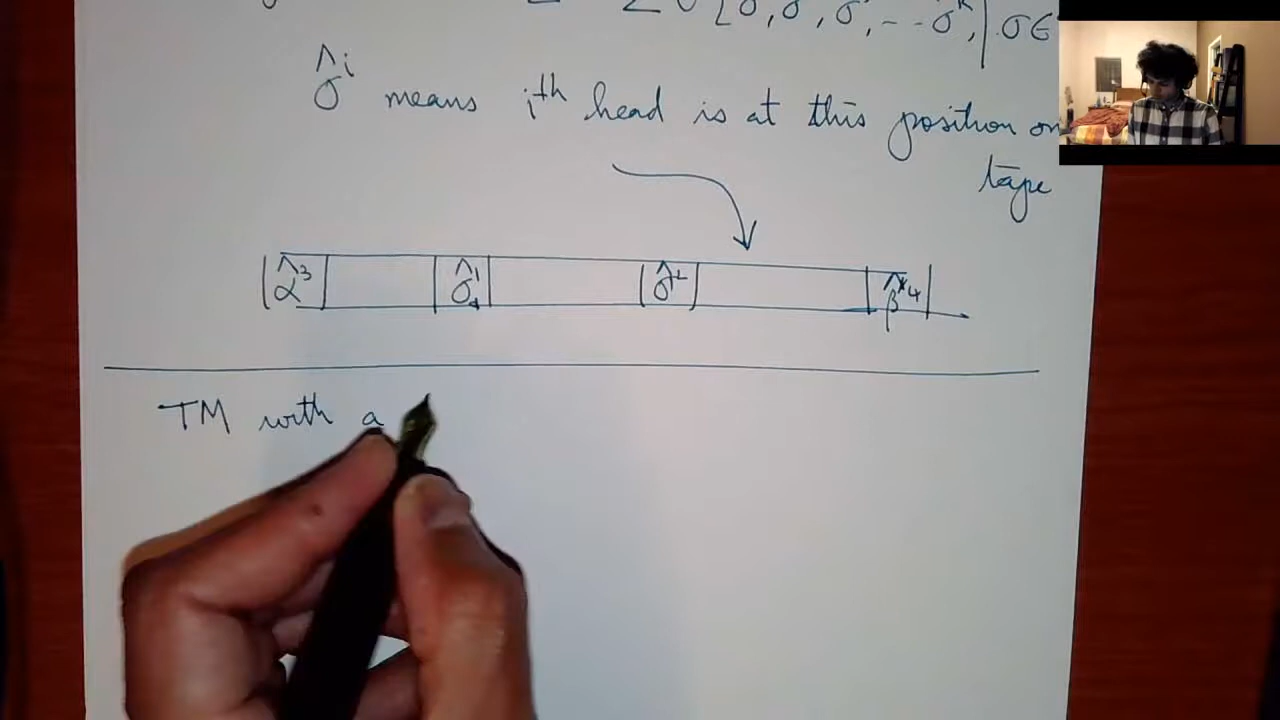 Σ ∪ {σ̂, σ̂, σ̂, --σ̂ᵏ, | σ ∈
σ̂ⁱ means iᵗʰ head is at this position on
tape
α̂³ σ̂¹ σ̂² β̂⁴
TM with a